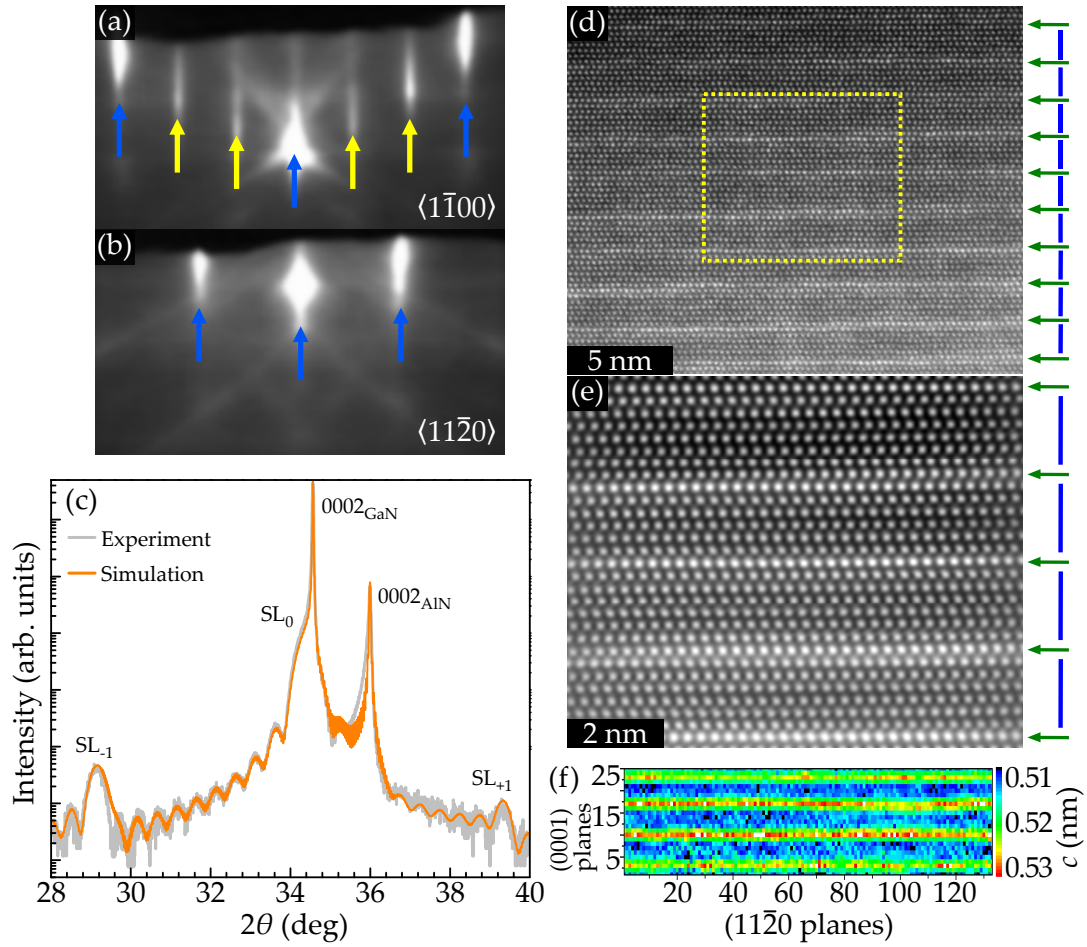 (a)
⟨11̅00⟩
(b)
⟨112̅0⟩
(c)
Intensity (arb. units)
Experiment
Simulation
0002GaN
0002AlN
SL0
SL-1
SL+1
28 30 32 34 36 38 40
2θ (deg)
(d)
5 nm
(e)
2 nm
(f)
(0001)
planes
25
15
5
20 40 60 80 100 120
(112̅0 planes)
0.51
0.52
0.53
c (nm)